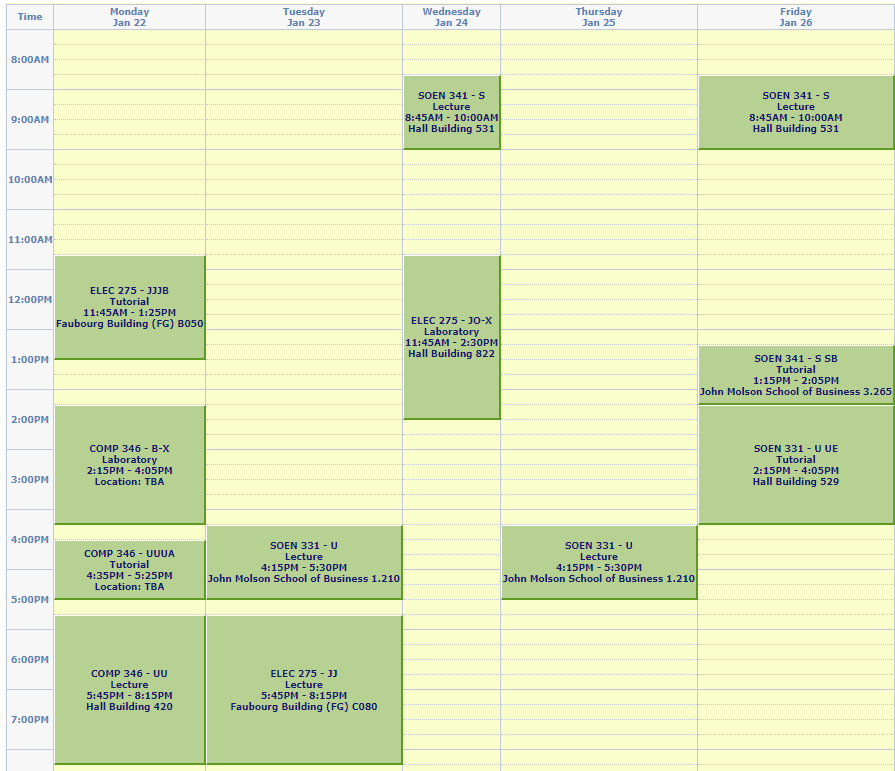 Time
Monday
Jan 22
Tuesday
Jan 23
Wednesday
Jan 24
Thursday
Jan 25
Friday
Jan 26
8:00AM
9:00AM
10:00AM
11:00AM
12:00PM
1:00PM
2:00PM
3:00PM
4:00PM
5:00PM
6:00PM
7:00PM
ELEC 275 - JJJB
Tutorial
11:45AM - 1:25PM
Faubourg Building (FG) B050
COMP 346 - B-X
Laboratory
2:15PM - 4:05PM
Location: TBA
COMP 346 - UUUA
Tutorial
4:35PM - 5:25PM
Location: TBA
COMP 346 - UU
Lecture
5:45PM - 8:15PM
Hall Building 420
SOEN 331 - U
Lecture
4:15PM - 5:30PM
John Molson School of Business 1.210
ELEC 275 - JJ
Lecture
5:45PM - 8:15PM
Faubourg Building (FG) C080
SOEN 341 - S
Lecture
8:45AM - 10:00AM
Hall Building 531
ELEC 275 - JO-X
Laboratory
11:45AM - 2:30PM
Hall Building 822
SOEN 331 - U
Lecture
4:15PM - 5:30PM
John Molson School of Business 1.210
SOEN 341 - S
Lecture
8:45AM - 10:00AM
Hall Building 531
SOEN 341 - S SB
Tutorial
1:15PM - 2:05PM
John Molson School of Business 3.265
SOEN 331 - U UE
Tutorial
2:15PM - 4:05PM
Hall Building 529